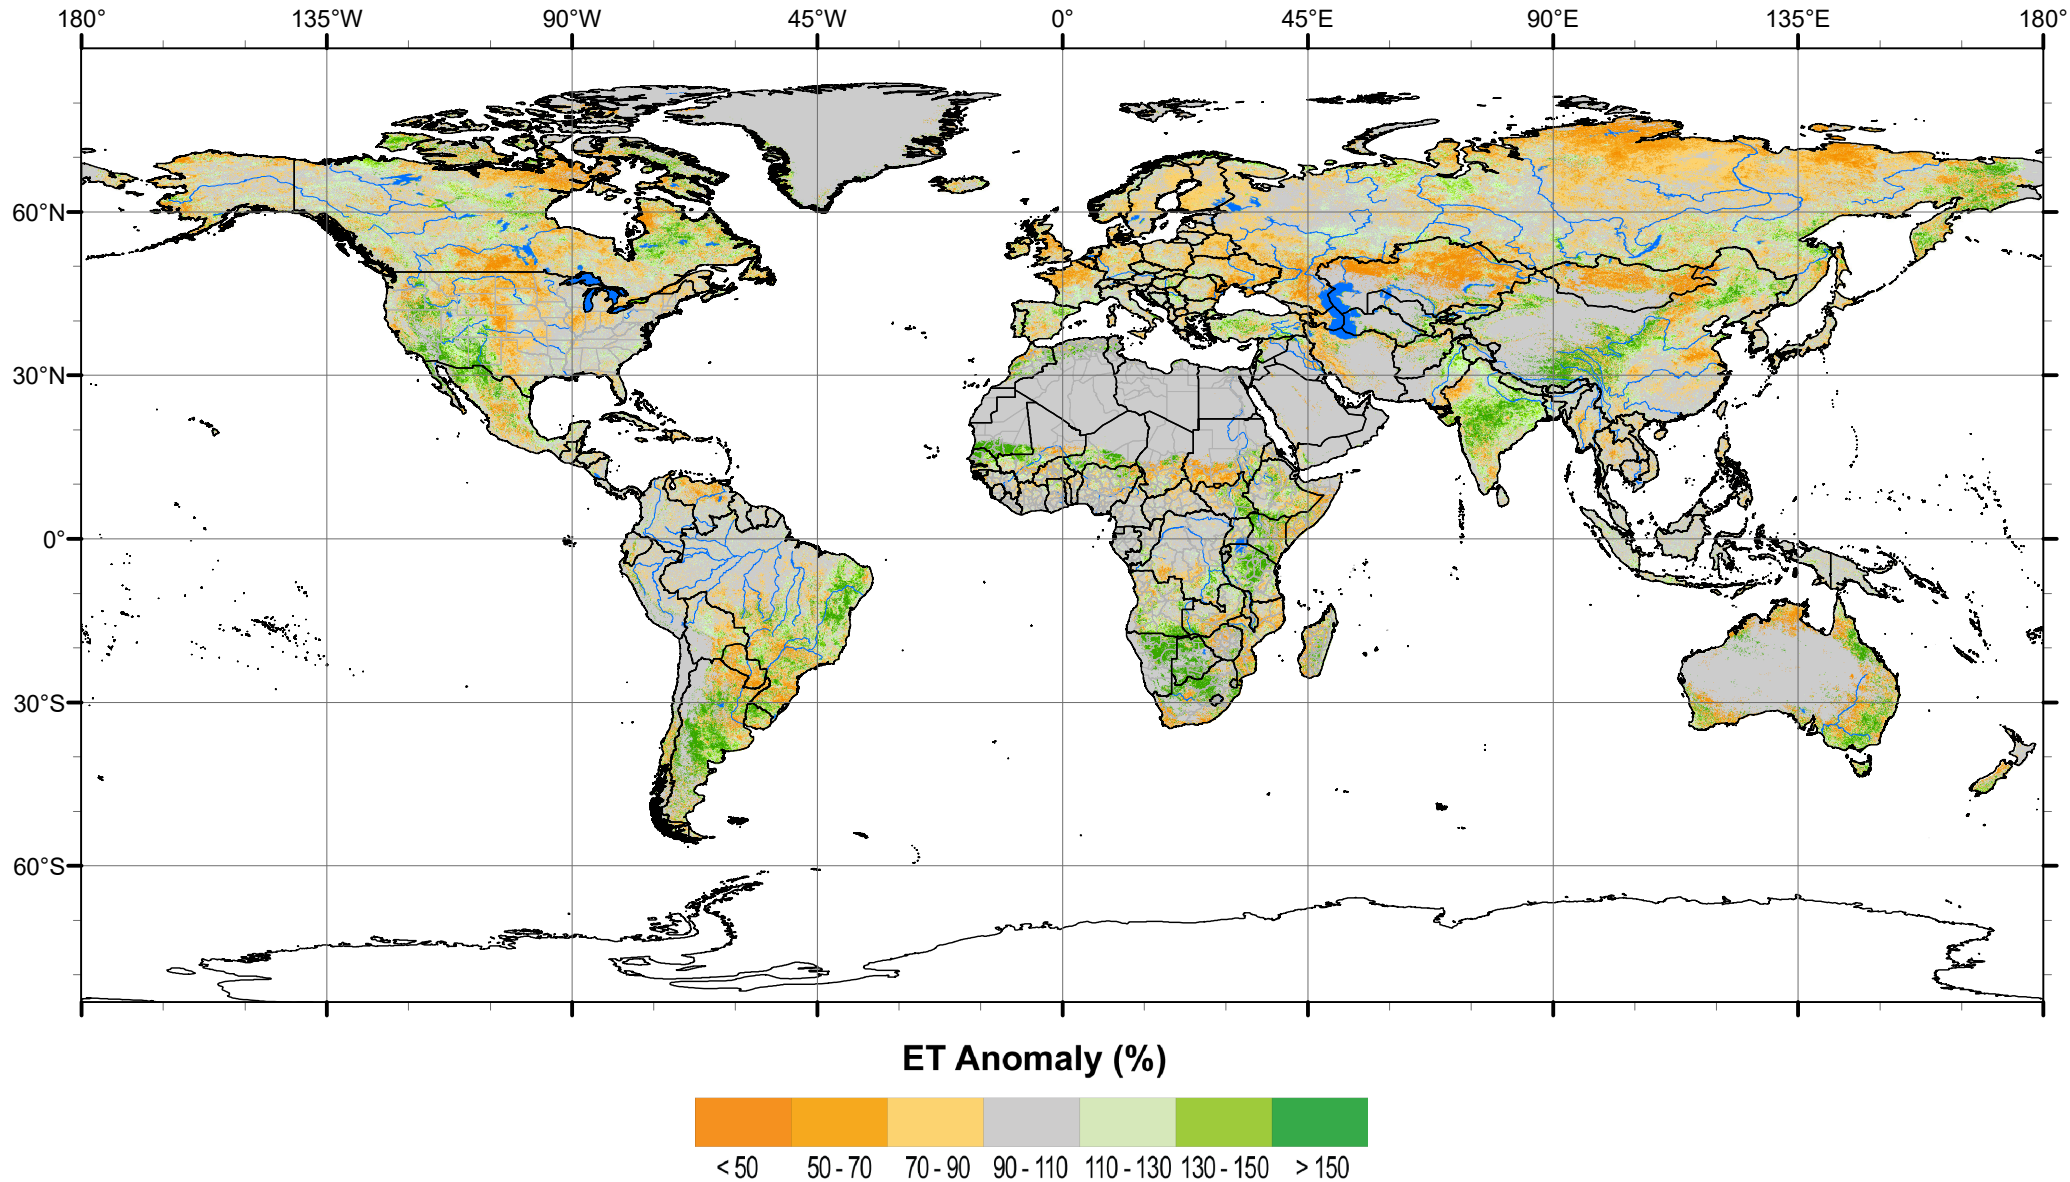 180° 135°W 90°W 45°W 0° 45°E 90°E 135°E 180°
60°N
30°N
0°
30°S
60°S
ET Anomaly (%)
< 50 50 - 70 70 - 90 90 - 110 110 - 130 130 - 150 > 150